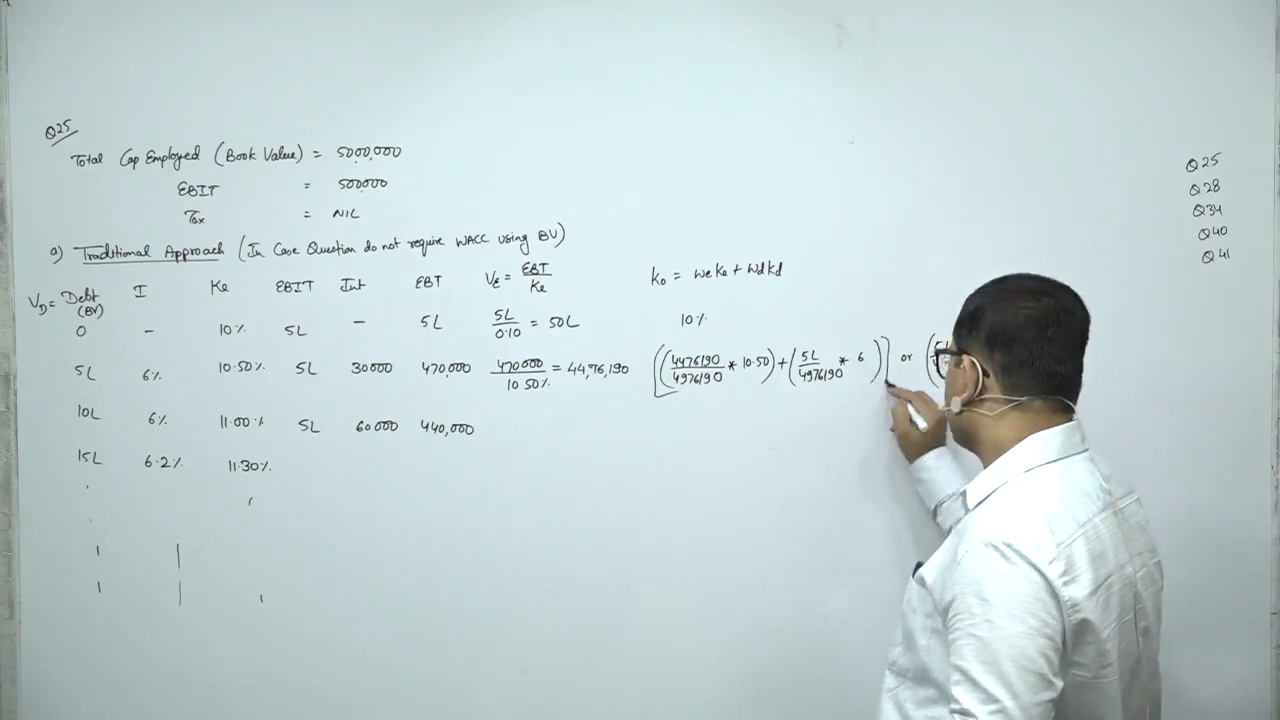 Q25
Total Cap Employed (Book Value) = 5000,000
EBIT = 500000
Tax = NIL
a) Traditional Approach (In Case Question do not require WACC using BV)
VD = Debt (BV) I Ke EBIT Int EBT VE = EBT / Ke Ko = WeKe + WdKd
0 – 10% 5L – 5L 5L / 0.10 = 50L 10%
5L 6% 10.50% 5L 30000 470,000 470000 / 10.50% = 44,76,190 [((4476190 / 4976190 * 10.50) + (5L / 4976190 * 6))] or ((
10L 6% 11.00% 5L 60000 440,000
15L 6.2% 11.30%
Q25
Q28
Q34
Q40
Q41